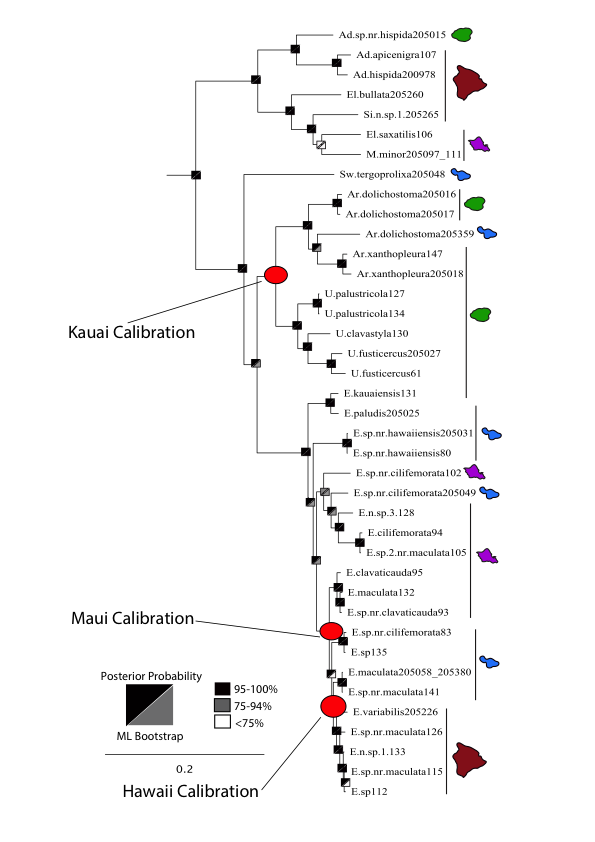 Ad.sp.nr.hispida205015
Ad.apicenigra107
Ad.hispida200978
El.bullata205260
Si.n.sp.1.205265
El.saxatilis106
M.minor205097_111
Sw.tergoprolixa205048
Ar.dolichostoma205016
Ar.dolichostoma205017
Ar.dolichostoma205359
Ar.xanthopleura147
Ar.xanthopleura205018
U.palustricola127
U.palustricola134
Kauai Calibration
U.clavastyla130
U.fusticercus205027
U.fusticercus61
E.kauaiensis131
E.paludis205025
E.sp.nr.hawaiiensis205031
E.sp.nr.hawaiiensis80
E.sp.nr.cilifemorata102
E.sp.nr.cilifemorata205049
E.n.sp.3.128
E.cilifemorata94
E.sp.2.nr.maculata105
E.clavaticauda95
E.maculata132
E.sp.nr.clavaticauda93
Maui Calibration
E.sp.nr.cilifemorata83
E.sp135
E.maculata205058_205380
E.sp.nr.maculata141
E.variabilis205226
E.sp.nr.maculata126
E.n.sp.1.133
E.sp.nr.maculata115
E.sp112
Posterior Probability
ML Bootstrap
95-100%
75-94%
<75%
0.2
Hawaii Calibration